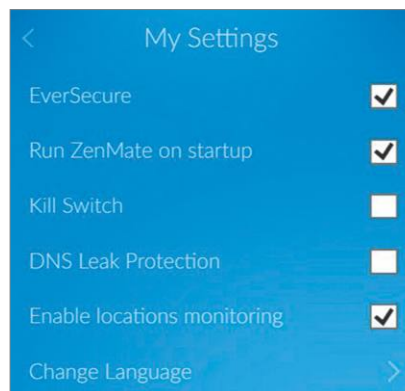 My Settings
EverSecure
Run ZenMate on startup
Kill Switch
DNS Leak Protection
Enable locations monitoring
Change Language